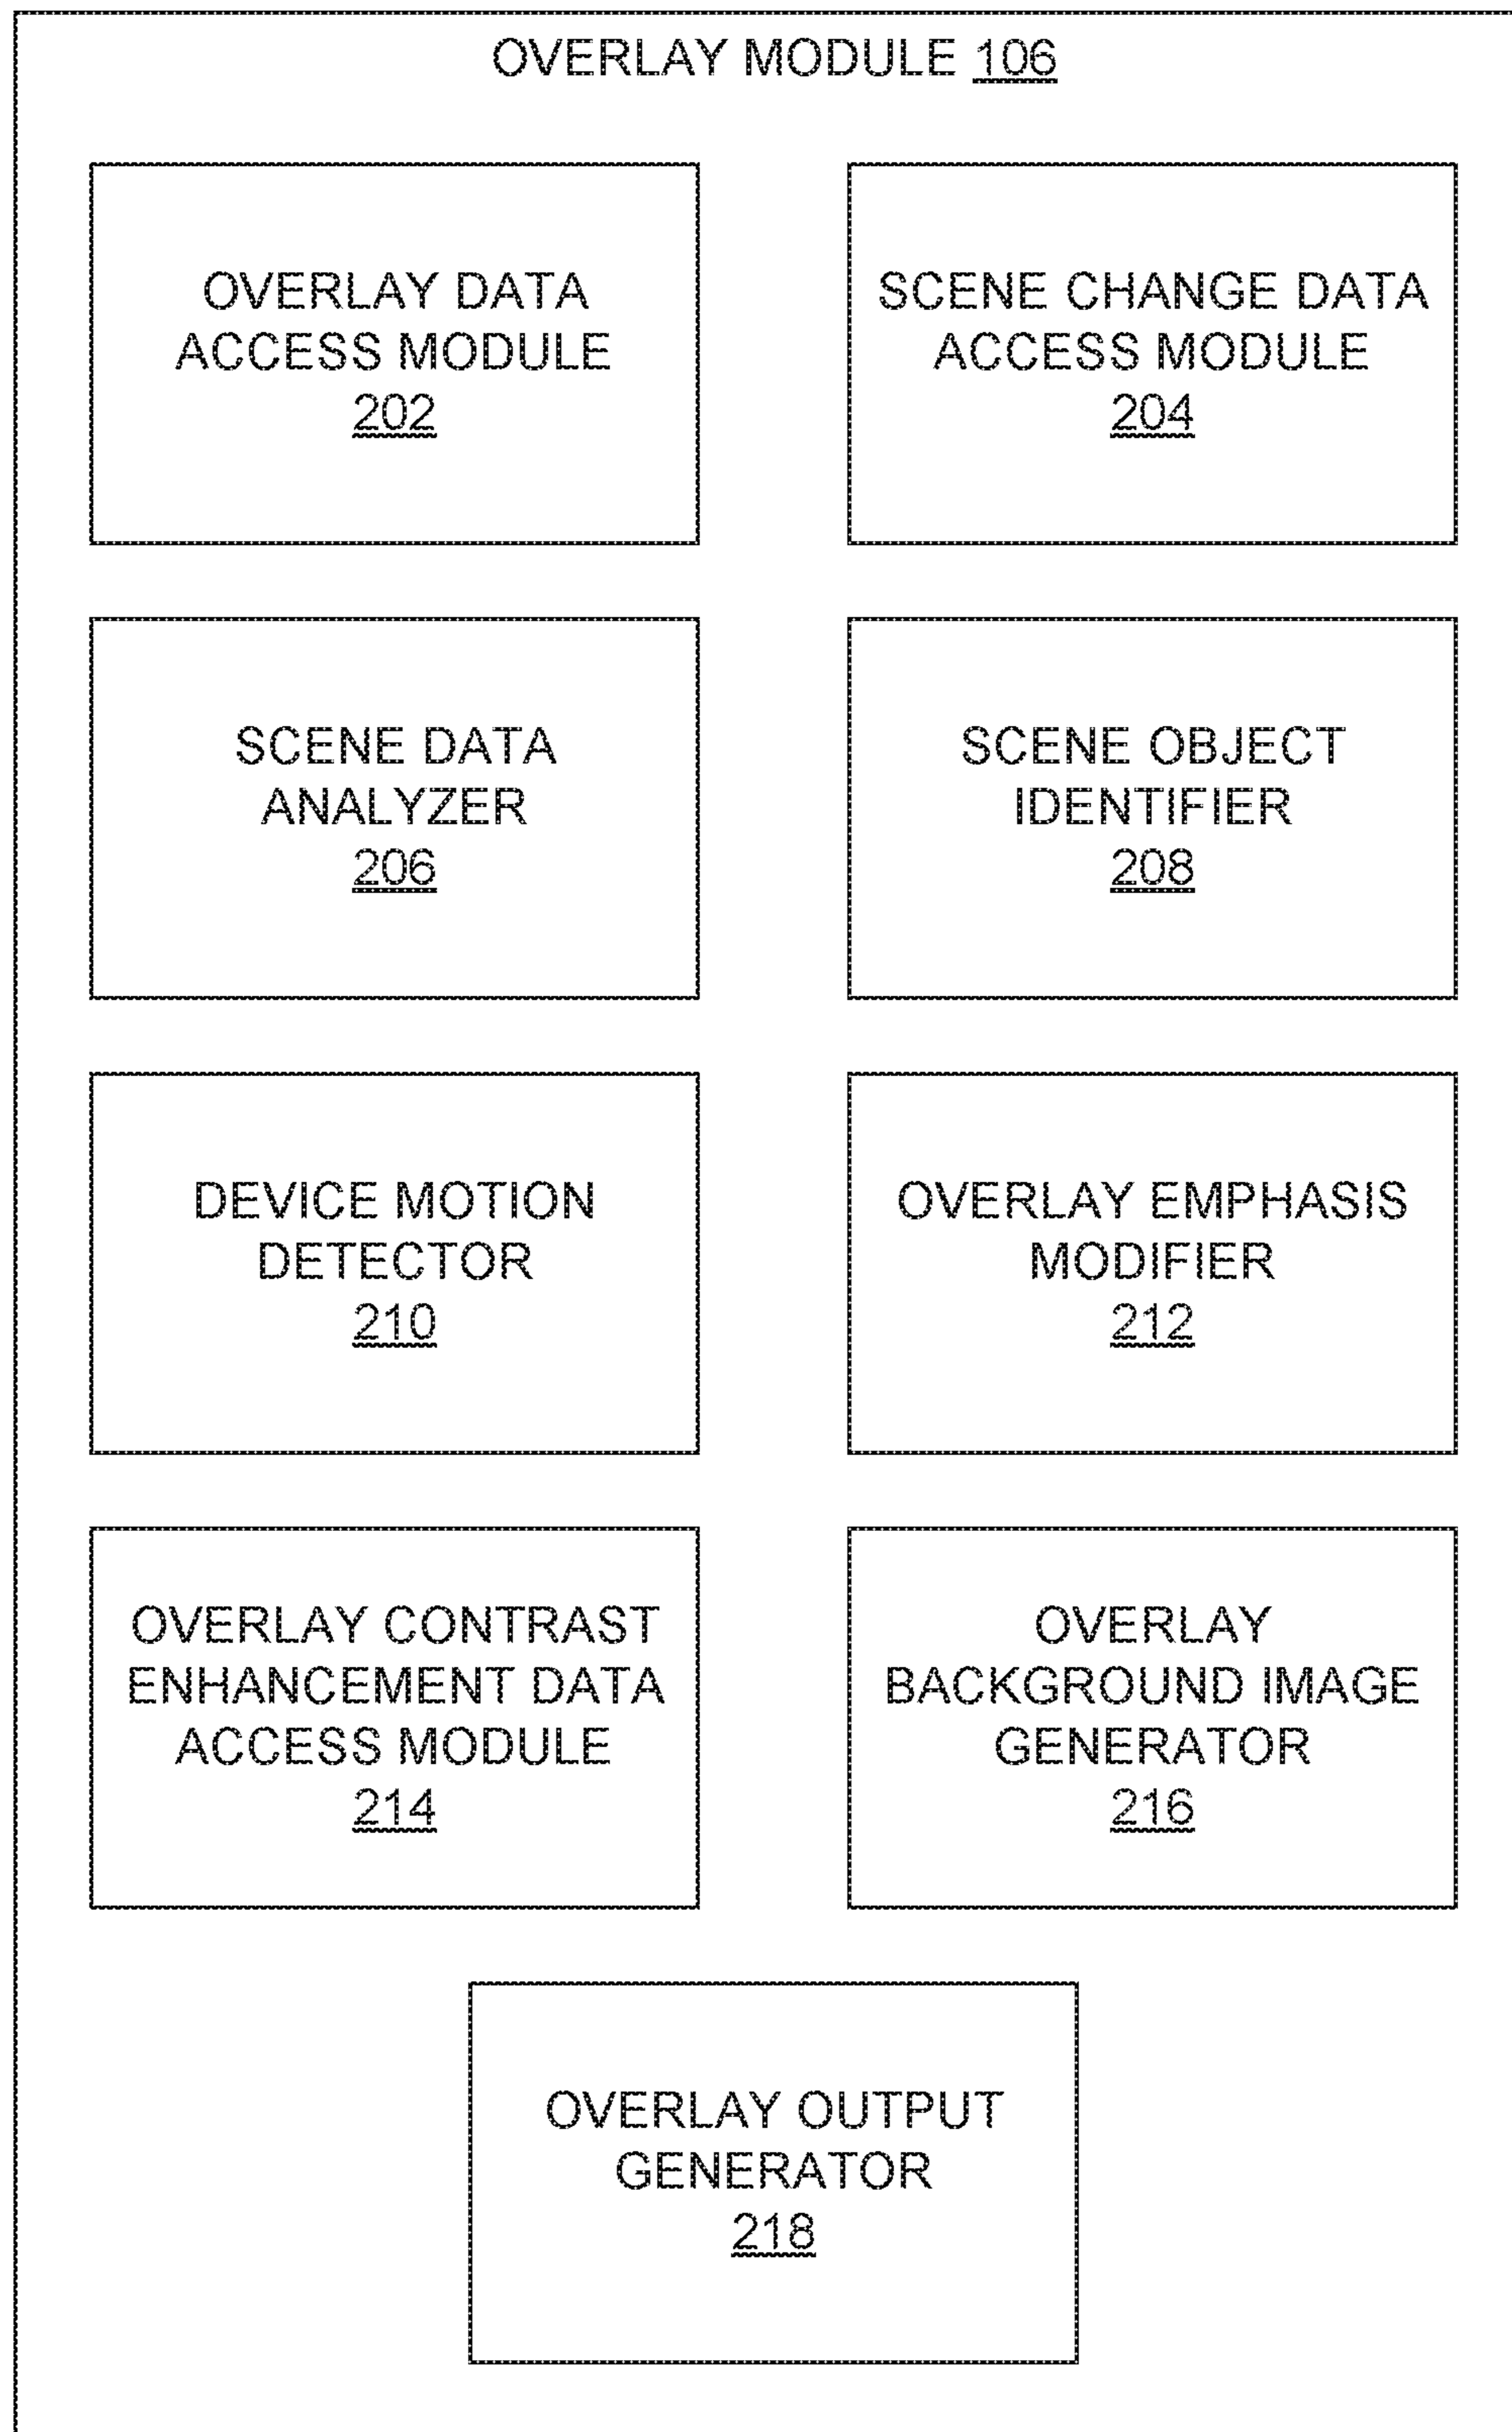 OVERLAY MODULE 106
OVERLAY DATA
ACCESS MODULE
202
SCENE CHANGE DATA
ACCESS MODULE
204
SCENE DATA
ANALYZER
206
SCENE OBJECT
IDENTIFIER
208
DEVICE MOTION
DETECTOR
210
OVERLAY EMPHASIS
MODIFIER
212
OVERLAY CONTRAST
ENHANCEMENT DATA
ACCESS MODULE
214
OVERLAY
BACKGROUND IMAGE
GENERATOR
216
OVERLAY OUTPUT
GENERATOR
218